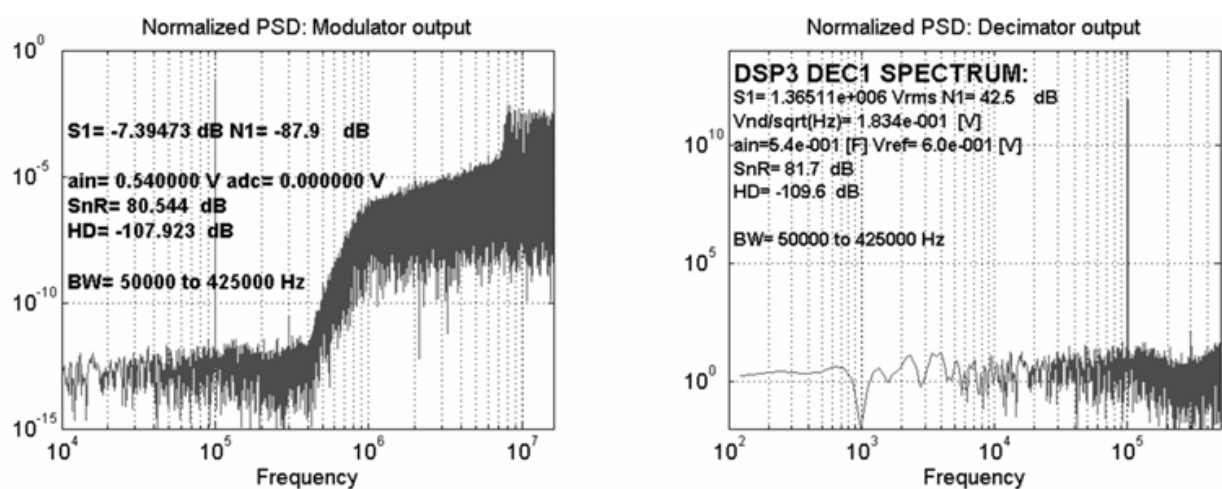 Normalized PSD: Modulator output
10^0
10^-5
10^-10
10^-15
S1= -7.39473 dB N1= -87.9 dB
ain= 0.540000 V adc= 0.000000 V
SnR= 80.544 dB
HD= -107.923 dB
BW= 50000 to 425000 Hz
10^4 10^5 10^6 10^7
Frequency
Normalized PSD: Decimator output
10^10
10^5
10^0
DSP3 DEC1 SPECTRUM:
S1= 1.36511e+006 Vrms N1= 42.5 dB
Vnd/sqrt(Hz)= 1.834e-001 [V]
ain=5.4e-001 [F] Vref= 6.0e-001 [V]
SnR= 81.7 dB
HD= -109.6 dB
BW= 50000 to 425000 Hz
10^2 10^3 10^4 10^5
Frequency